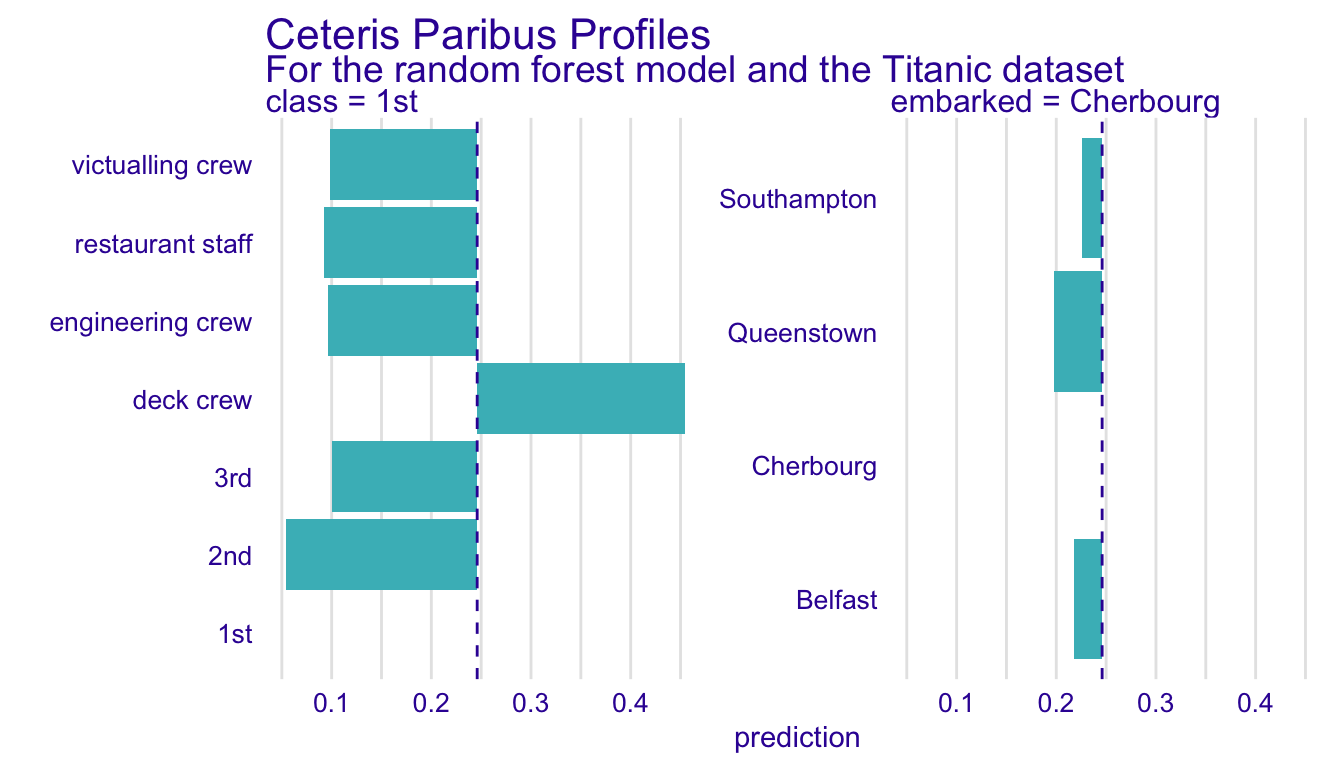 Ceteris Paribus Profiles
For the random forest model and the Titanic dataset
class = 1st
victualling crew
restaurant staff
engineering crew
deck crew
3rd
2nd
1st
0.1 0.2 0.3 0.4
embarked = Cherbourg
Southampton
Queenstown
Cherbourg
Belfast
0.1 0.2 0.3 0.4
prediction